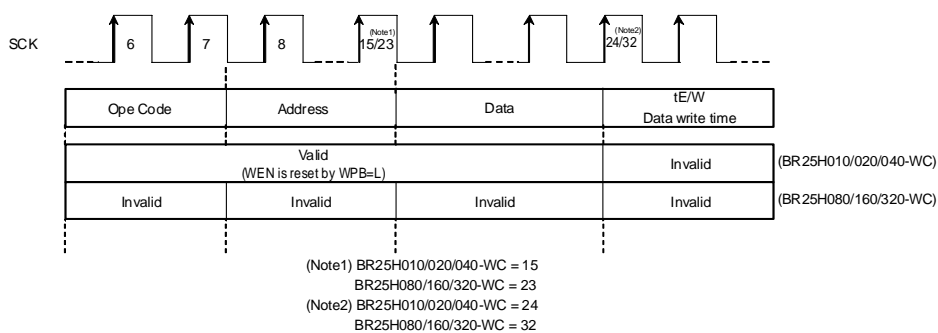 (Note1) (Note2)
SCK 6 7 8 15/23 24/32
Ope Code Address Data tE/W
Data write time
Valid
(WEN is reset by WPB=L)
Invalid (BR25H010/020/040-WC)
Invalid Invalid Invalid Invalid (BR25H080/160/320-WC)
(Note1) BR25H010/020/040-WC = 15
BR25H080/160/320-WC = 23
(Note2) BR25H010/020/040-WC = 24
BR25H080/160/320-WC = 32